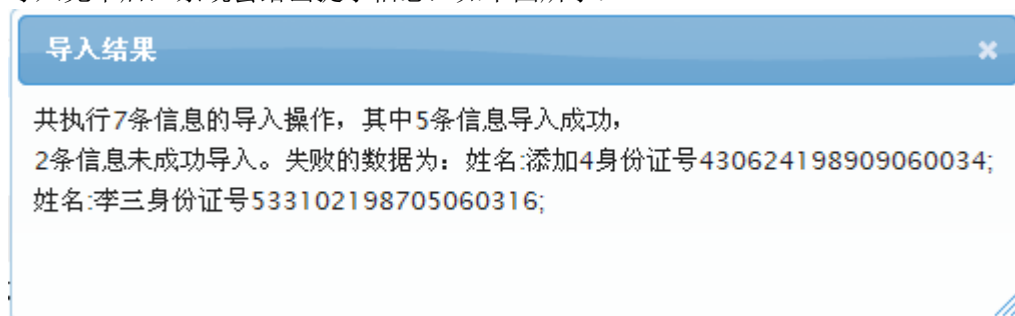 导入结果
共执行7条信息的导入操作，其中5条信息导入成功，
2条信息未成功导入。失败的数据为：姓名:添加4身份证号430624198909060034;
姓名:李三身份证号533102198705060316;